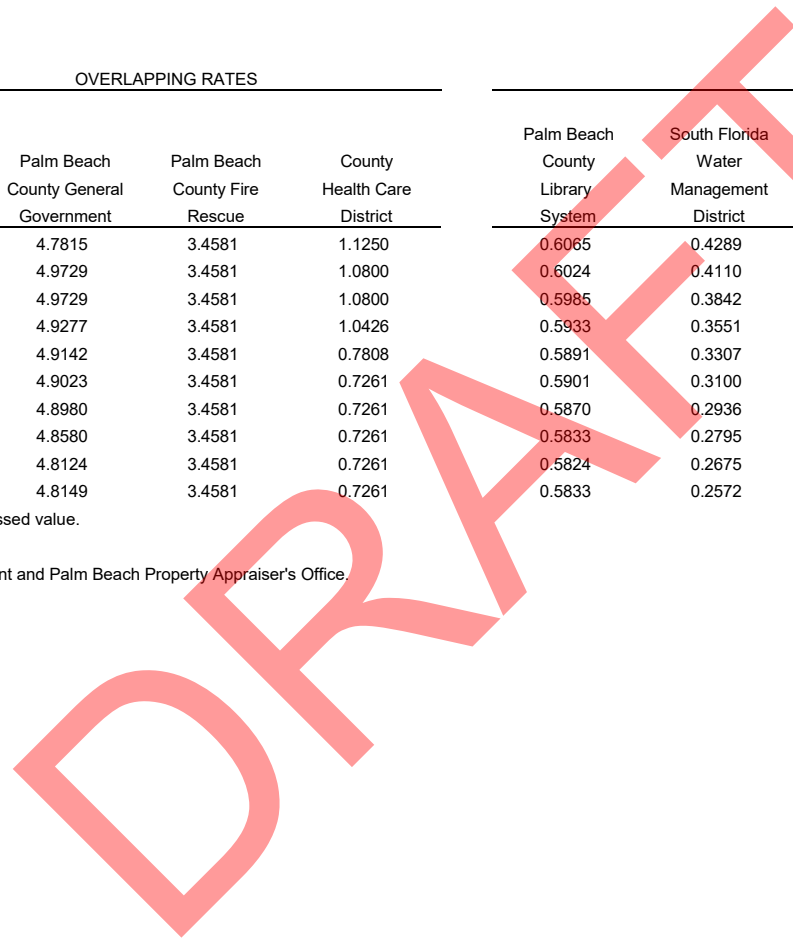 OVERLAPPING RATES
Palm Beach South Florida
Palm Beach Palm Beach County County Water
County General County Fire Health Care Library Management
Government Rescue District System District
4.7815 3.4581 1.1250 0.6065 0.4289
4.9729 3.4581 1.0800 0.6024 0.4110
4.9729 3.4581 1.0800 0.5985 0.3842
4.9277 3.4581 1.0426 0.5933 0.3551
4.9142 3.4581 0.7808 0.5891 0.3307
4.9023 3.4581 0.7261 0.5901 0.3100
4.8980 3.4581 0.7261 0.5870 0.2936
4.8580 3.4581 0.7261 0.5833 0.2795
4.8124 3.4581 0.7261 0.5824 0.2675
4.8149 3.4581 0.7261 0.5833 0.2572
ssed value.
nt and Palm Beach Property Appraiser's Office.
DRAFT